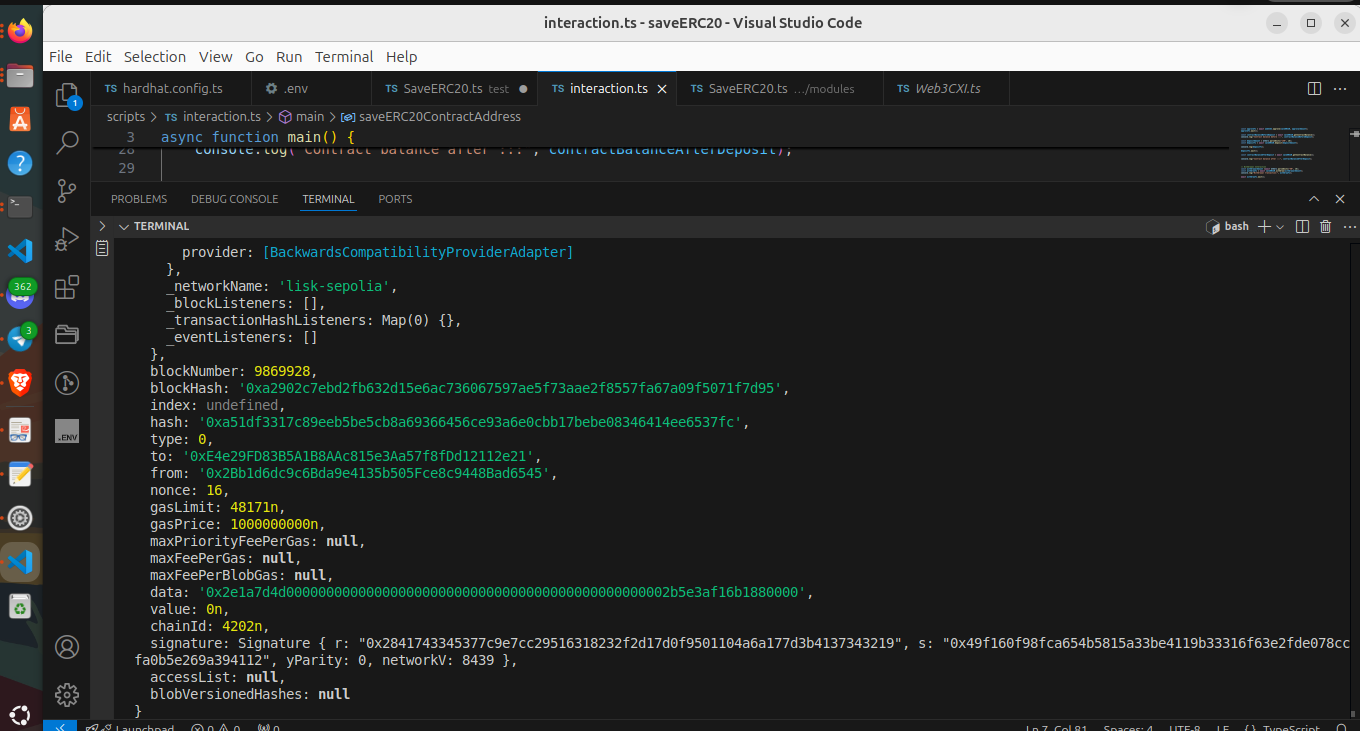 interaction.ts - saveERC20 - Visual Studio Code
File Edit Selection View Go Run Terminal Help
TS hardhat.config.ts .env TS SaveERC20.ts test TS interaction.ts TS SaveERC20.ts .../modules TS Web3CXI.ts
1
scripts > TS interaction.ts > main > saveERC20ContractAddress
3 async function main() {
28 console.log("Contract balance after :::", contractBalanceAfterDeposit);
29
PROBLEMS DEBUG CONSOLE TERMINAL PORTS
TERMINAL
bash
provider: [BackwardsCompatibilityProviderAdapter]
},
_networkName: 'lisk-sepolia',
_blockListeners: [],
_transactionHashListeners: Map(0) {},
_eventListeners: []
},
blockNumber: 9869928,
blockHash: '0xa2902c7ebd2fb632d15e6ac736067597ae5f73aae2f8557fa67a09f5071f7d95',
index: undefined,
hash: '0xa51df3317c89eeb5be5cb8a69366456ce93a6e0cbb17bebe08346414ee6537fc',
type: 0,
to: '0xE4e29FD83B5A1B8AAc815e3Aa57f8fDd12112e21',
from: '0x2Bb1d6dc9c6Bda9e4135b505Fce8c9448Bad6545',
nonce: 16,
gasLimit: 48171n,
gasPrice: 1000000000n,
maxPriorityFeePerGas: null,
maxFeePerGas: null,
maxFeePerBlobGas: null,
data: '0x2e1a7d4d000000000000000000000000000000000000000000000002b5e3af16b1880000',
value: 0n,
chainId: 4202n,
signature: Signature { r: "0x2841743345377c9e7cc29516318232f2d17d0f9501104a6a177d3b4137343219", s: "0x49f160f98fca654b5815a33be4119b33316f63e2fde078cc
fa0b5e269a394112", yParity: 0, networkV: 8439 },
accessList: null,
blobVersionedHashes: null
}
362
3
.ENV
Launchpad 0 0 0 Ln 7, Col 81 Spaces: 4 UTF-8 LF {} TypeScript